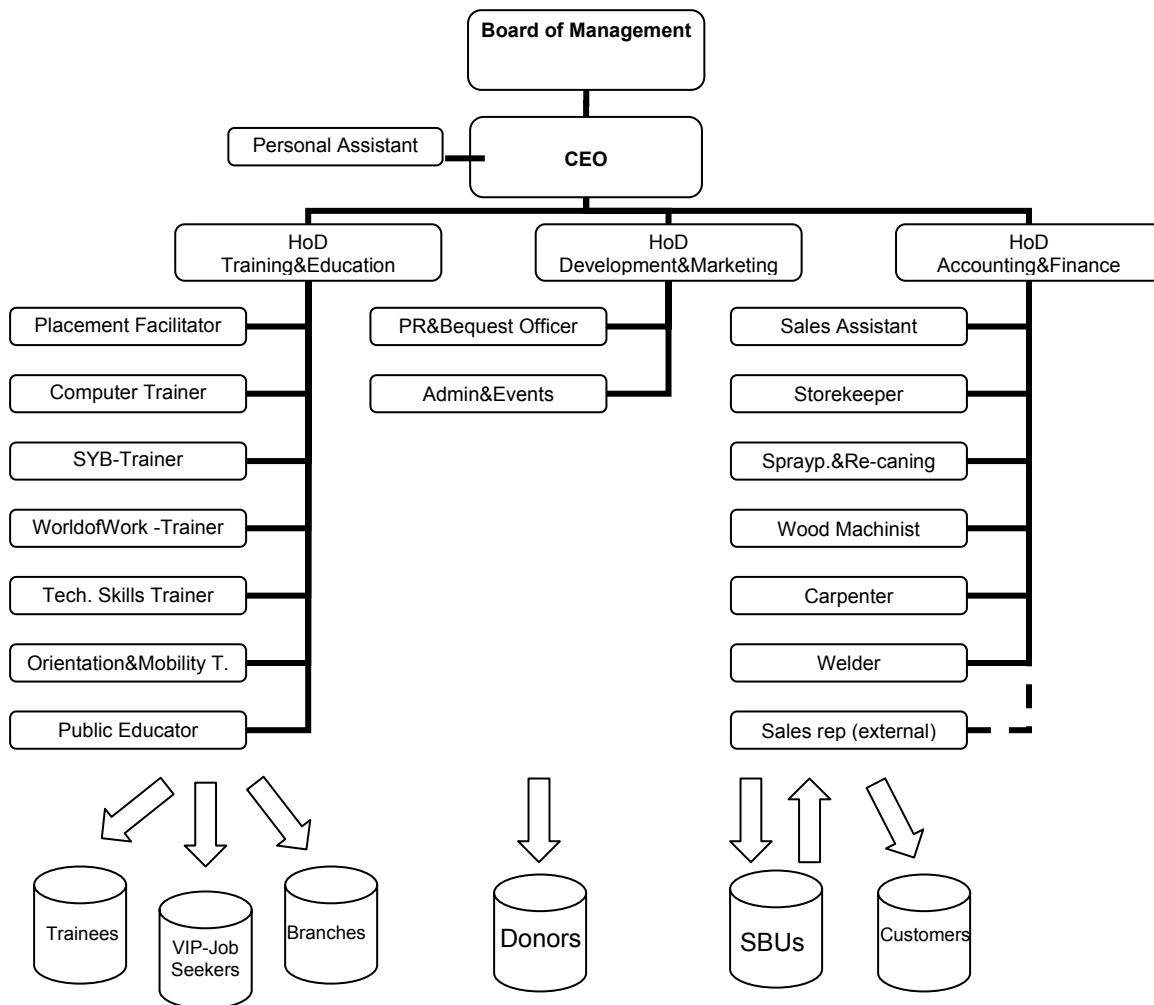 Board of Management
Personal Assistant
CEO
HoD
Training&Education
HoD
Development&Marketing
HoD
Accounting&Finance
Placement Facilitator
PR&Bequest Officer
Sales Assistant
Computer Trainer
Admin&Events
Storekeeper
SYB-Trainer
Sprayp.&Re-caning
WorldofWork -Trainer
Wood Machinist
Tech. Skills Trainer
Carpenter
Orientation&Mobility T.
Welder
Public Educator
Sales rep (external)
Trainees
VIP-Job
Seekers
Branches
Donors
SBUs
Customers